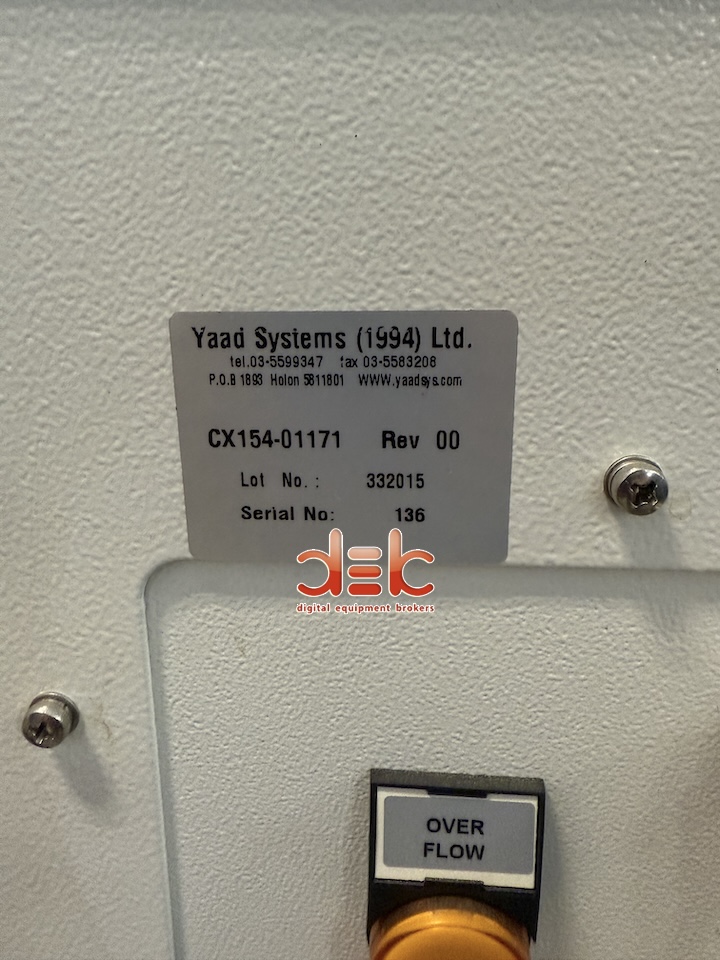 Yaad Systems (1994) Ltd.
tel.03-5599347 fax 03-5583208
P.O.B 1893 Holon 5811801 WWW.yaadsys.com
CX154-01171 Rev 00
Lot No.: 332015
Serial No: 136
deb
digital equipment brokers
OVER
FLOW